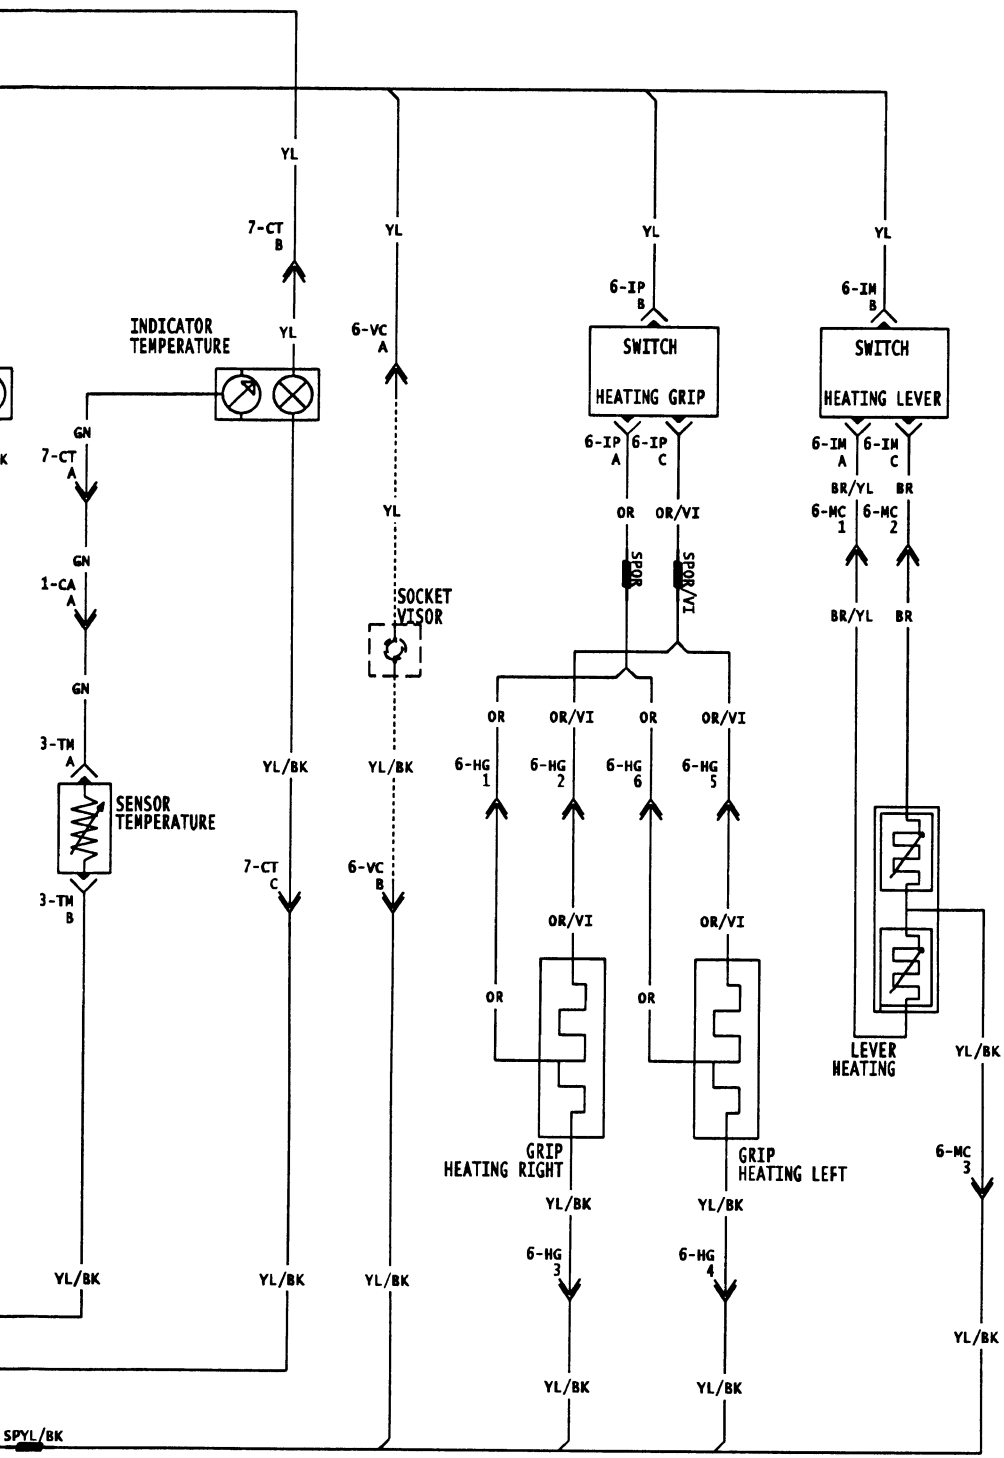 YL
7-CT
B
YL
YL
YL
6-IP
B
6-IM
B
INDICATOR
TEMPERATURE
YL
6-VC
A
SWITCH
HEATING GRIP
SWITCH
HEATING LEVER
GN
K
7-CT
A
6-IP
A
6-IP
C
6-IM
A
6-IM
C
BR/YL
BR
YL
OR
OR/VI
6-MC
1
6-MC
2
GN
1-CA
A
SPOR
SPOR/VI
SOCKET
VISOR
BR/YL
BR
GN
OR
OR/VI
OR
OR/VI
3-TM
A
YL/BK
YL/BK
6-HG
1
6-HG
2
6-HG
6
6-HG
5
SENSOR
TEMPERATURE
7-CT
C
6-VC
B
3-TM
B
OR/VI
OR/VI
OR
OR
LEVER
HEATING
YL/BK
GRIP
HEATING RIGHT
GRIP
HEATING LEFT
6-MC
3
YL/BK
YL/BK
6-HG
3
6-HG
4
YL/BK
YL/BK
YL/BK
YL/BK
YL/BK
YL/BK
SPYL/BK